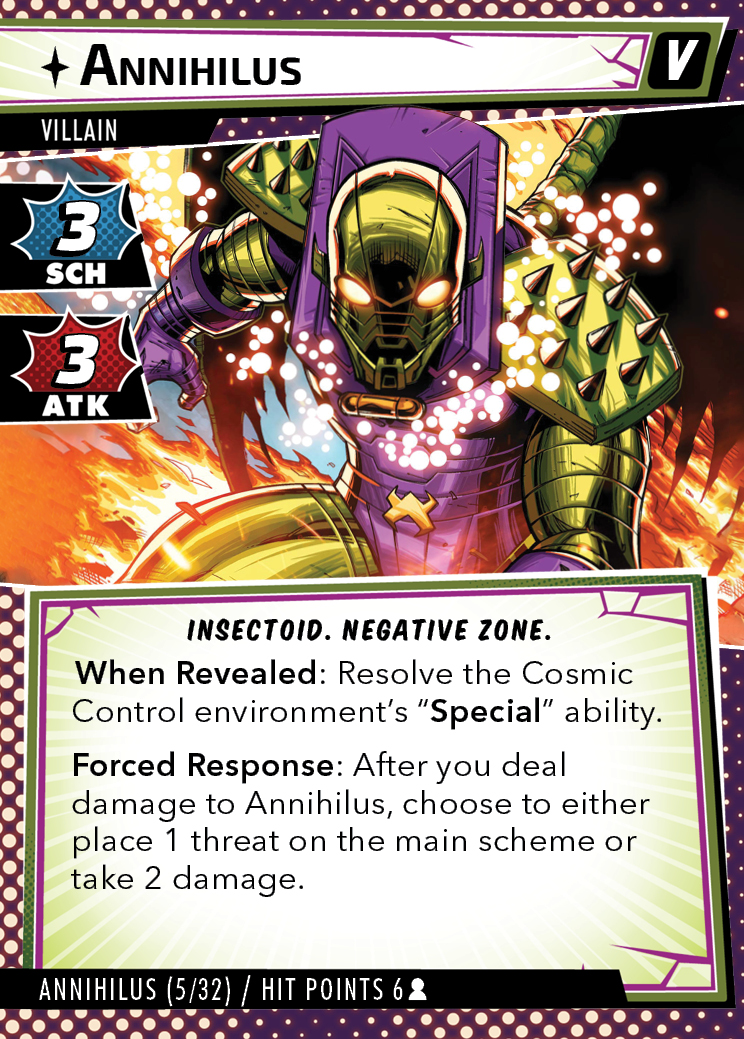 ANNIHILUS
V
VILLAIN
3
SCH
3
ATK
INSECTOID. NEGATIVE ZONE.
When Revealed: Resolve the Cosmic
Control environment's “Special” ability.
Forced Response: After you deal
damage to Annihilus, choose to either
place 1 threat on the main scheme or
take 2 damage.
ANNIHILUS (5/32) / HIT POINTS 6